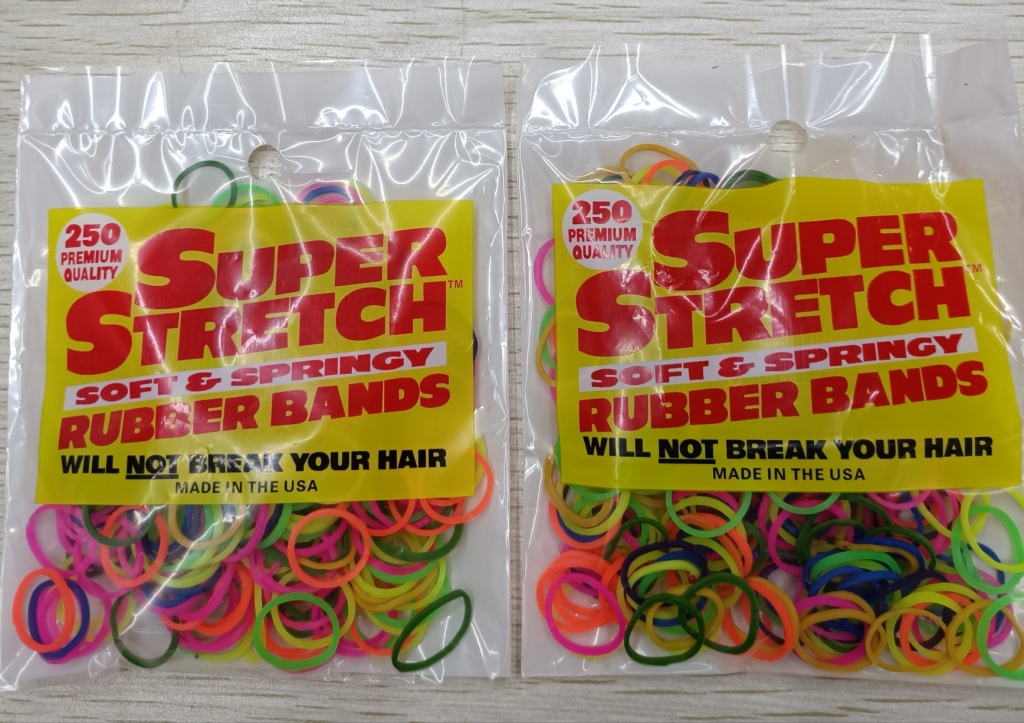 250
PREMIUM
QUALITY
SUPER
STRETCH™
SOFT & SPRINGY
RUBBER BANDS
WILL NOT BREAK YOUR HAIR
MADE IN THE USA
250
PREMIUM
QUALITY
SUPER
STRETCH™
SOFT & SPRINGY
RUBBER BANDS
WILL NOT BREAK YOUR HAIR
MADE IN THE USA